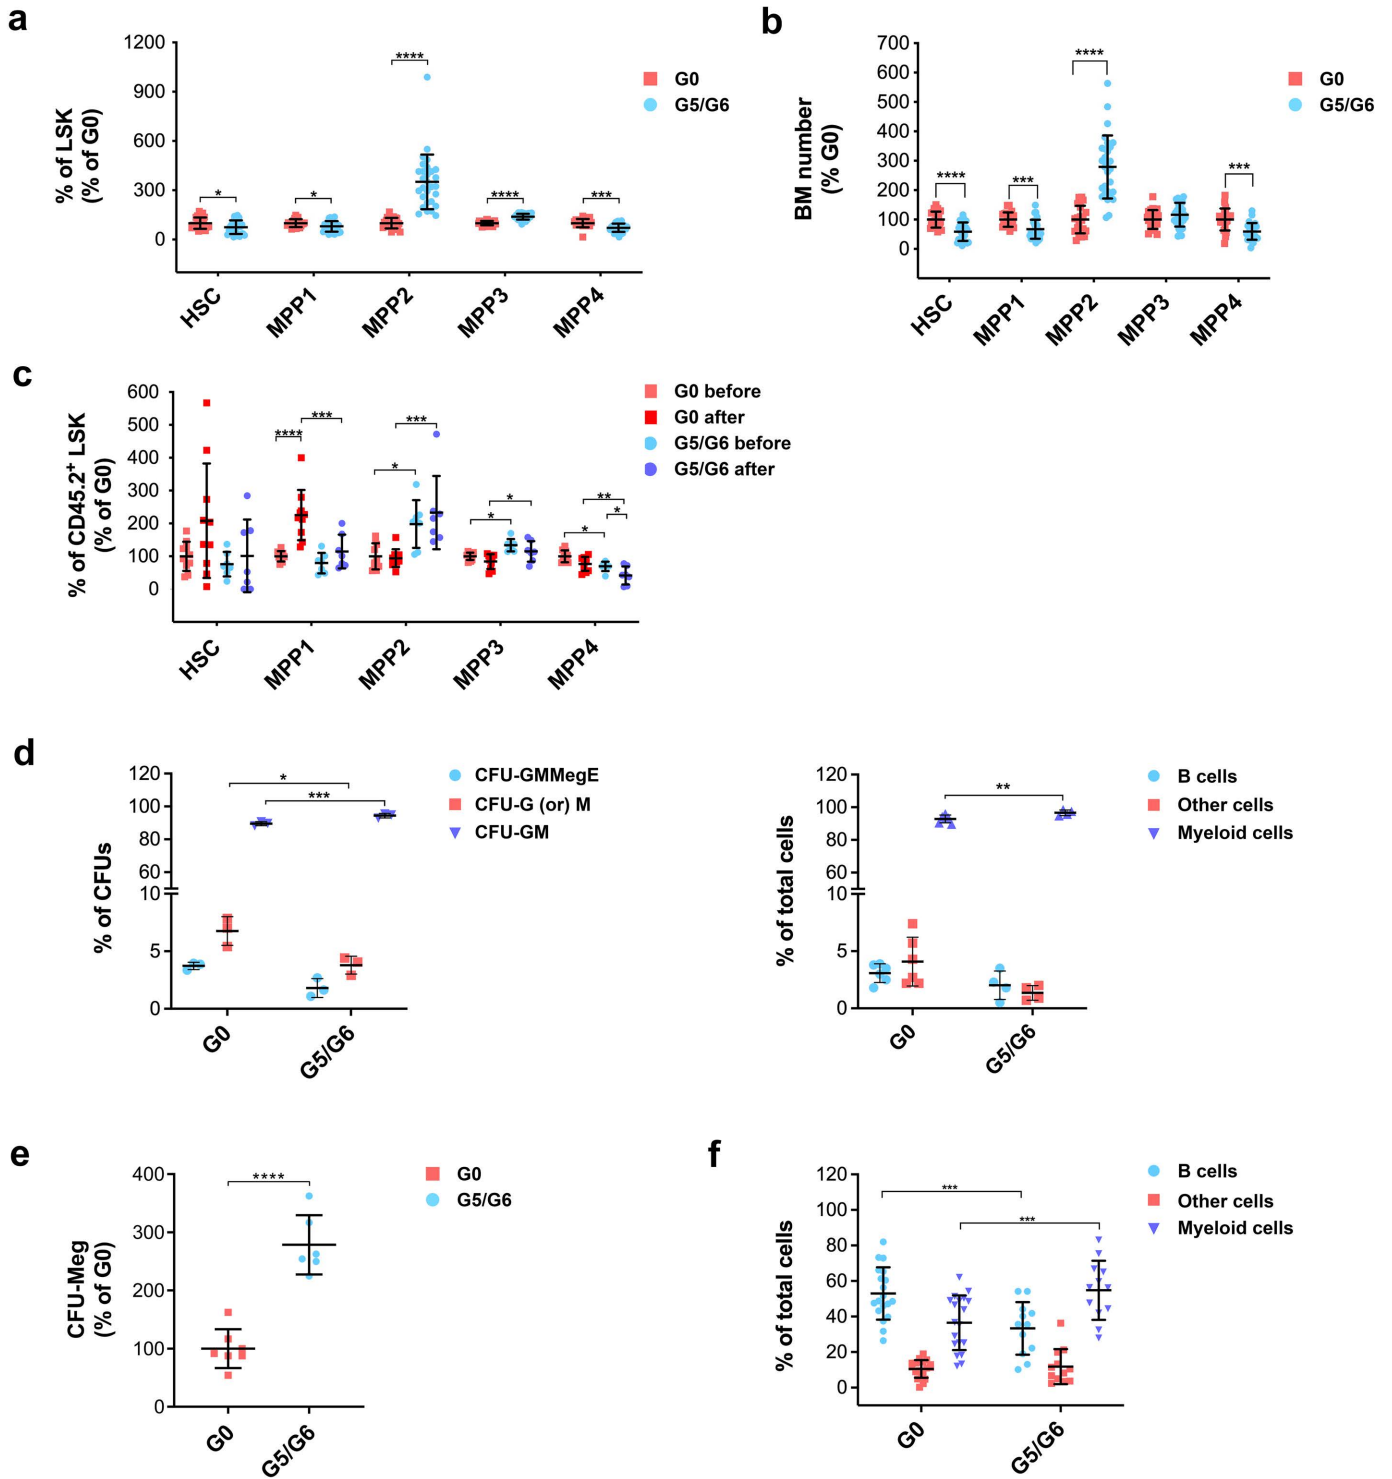 a
% of LSK
(% of G0)
1200
900
600
300
0
*
*
****
****
***
HSC
MPP1
MPP2
MPP3
MPP4
G0
G5/G6
b
BM number
(% G0)
700
600
500
400
300
200
100
0
****
***
****
***
HSC
MPP1
MPP2
MPP3
MPP4
G0
G5/G6
c
% of CD45.2⁺ LSK
(% of G0)
600
500
400
300
200
100
0
****
***
*
***
*
*
*
**
*
HSC
MPP1
MPP2
MPP3
MPP4
G0 before
G0 after
G5/G6 before
G5/G6 after
d
% of CFUs
120
100
80
60
10
5
0
*
***
G0
G5/G6
CFU-GMMegE
CFU-G (or) M
CFU-GM
% of total cells
120
100
80
60
10
5
0
**
G0
G5/G6
B cells
Other cells
Myeloid cells
e
CFU-Meg
(% of G0)
400
300
200
100
0
****
G0
G5/G6
G0
G5/G6
f
% of total cells
120
100
80
60
40
20
0
***
***
G0
G5/G6
B cells
Other cells
Myeloid cells